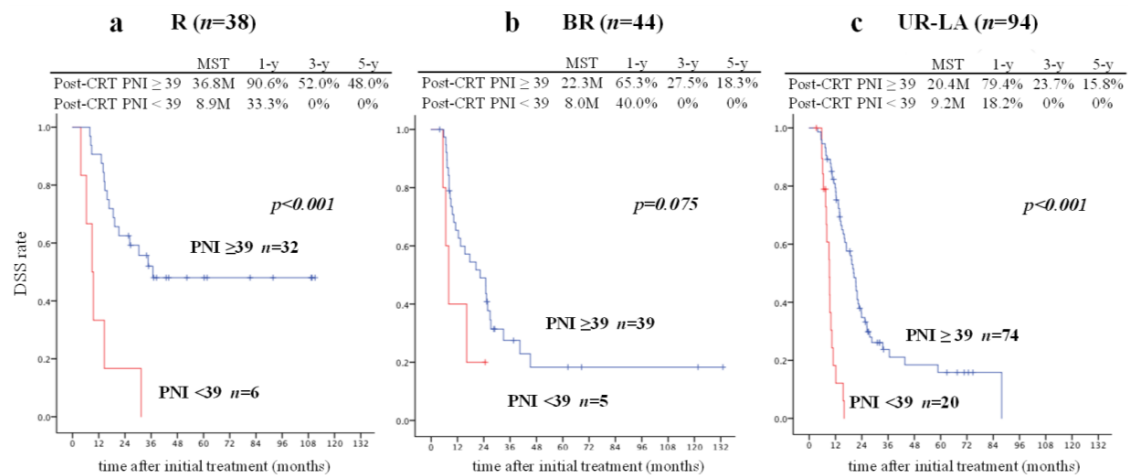 a R (n=38)
MST 1-y 3-y 5-y
Post-CRT PNI ≥ 39 36.8M 90.6% 52.0% 48.0%
Post-CRT PNI < 39 8.9M 33.3% 0% 0%
1.0
0.8
0.6
0.4
0.2
0.0
DSS rate
p<0.001
PNI ≥39 n=32
PNI <39 n=6
0 12 24 36 48 60 72 84 96 108 120 132
time after initial treatment (months)
b BR (n=44)
MST 1-y 3-y 5-y
Post-CRT PNI ≥ 39 22.3M 65.3% 27.5% 18.3%
Post-CRT PNI < 39 8.0M 40.0% 0% 0%
1.0
0.8
0.6
0.4
0.2
0.0
p=0.075
PNI ≥39 n=39
PNI <39 n=5
0 12 24 36 48 60 72 84 96 108 120 132
time after initial treatment (months)
c UR-LA (n=94)
MST 1-y 3-y 5-y
Post-CRT PNI ≥ 39 20.4M 79.4% 23.7% 15.8%
Post-CRT PNI < 39 9.2M 18.2% 0% 0%
1.0
0.8
0.6
0.4
0.2
0.0
p<0.001
PNI ≥ 39 n=74
PNI <39 n=20
0 12 24 36 48 60 72 84 96 108 120 132
time after initial treatment (months)